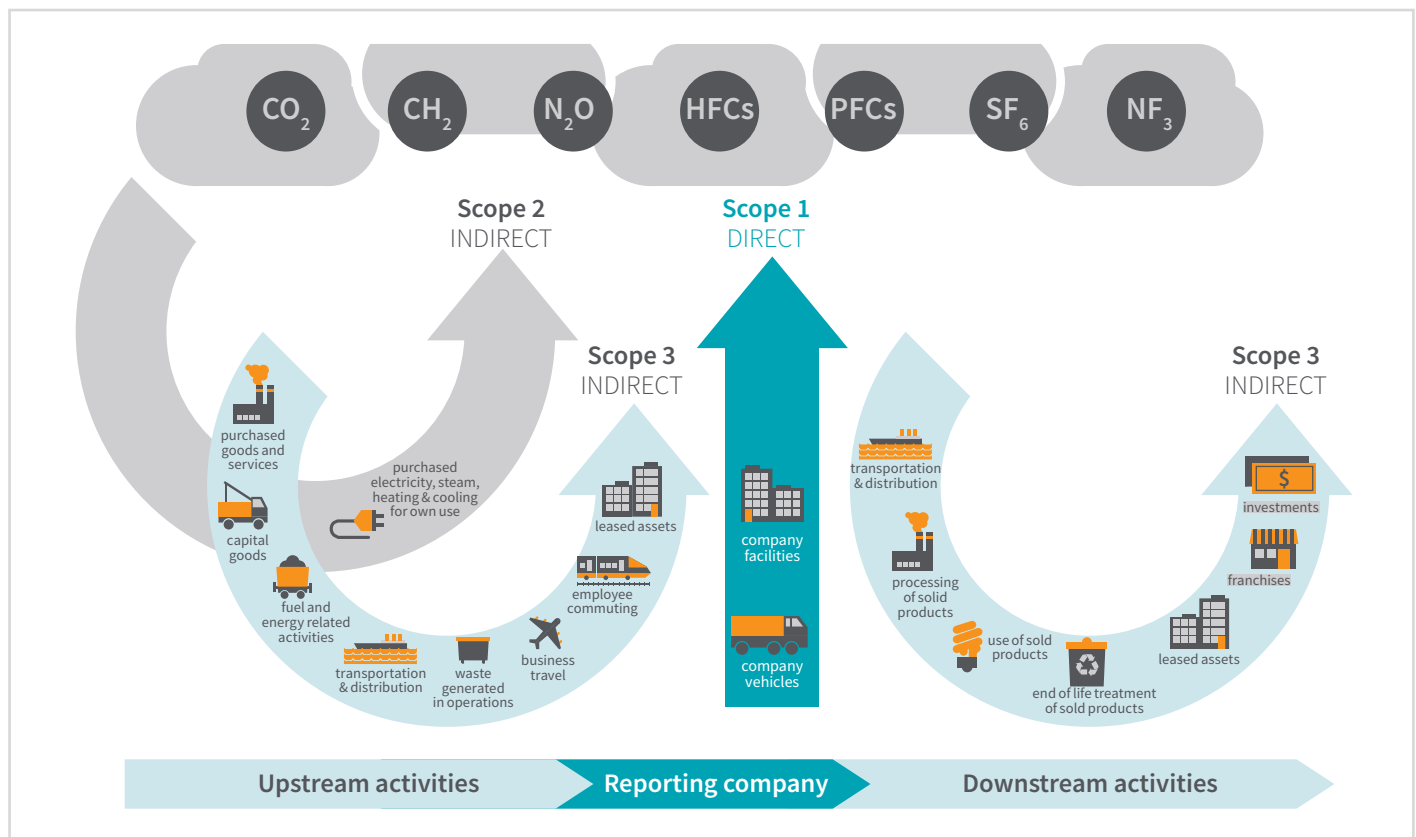 CO₂
CH₂
N₂O
HFCs
PFCs
SF₆
NF₃
Scope 2
INDIRECT
Scope 1
DIRECT
Scope 3
INDIRECT
Scope 3
INDIRECT
purchased
goods and
services
capital
goods
fuel and
energy related
activities
transportation
& distribution
waste
generated
in operations
business
travel
employee
commuting
leased assets
purchased
electricity, steam,
heating & cooling
for own use
company
facilities
company
vehicles
transportation
& distribution
processing
of solid
products
use of sold
products
end of life treatment
of sold products
leased assets
franchises
investments
$
Upstream activities
Reporting company
Downstream activities